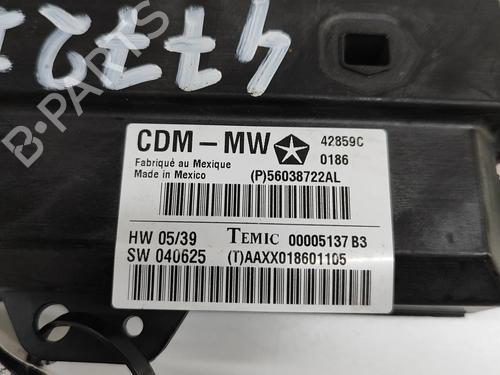 4772
B-PARTS
CDM-MW
42859C
0186
Fabriqué au Mexique
Made in Mexico
(P)56038722AL
HW 05/39 TEMIC 00005137 B3
SW 040625 (T)AAXX018601105